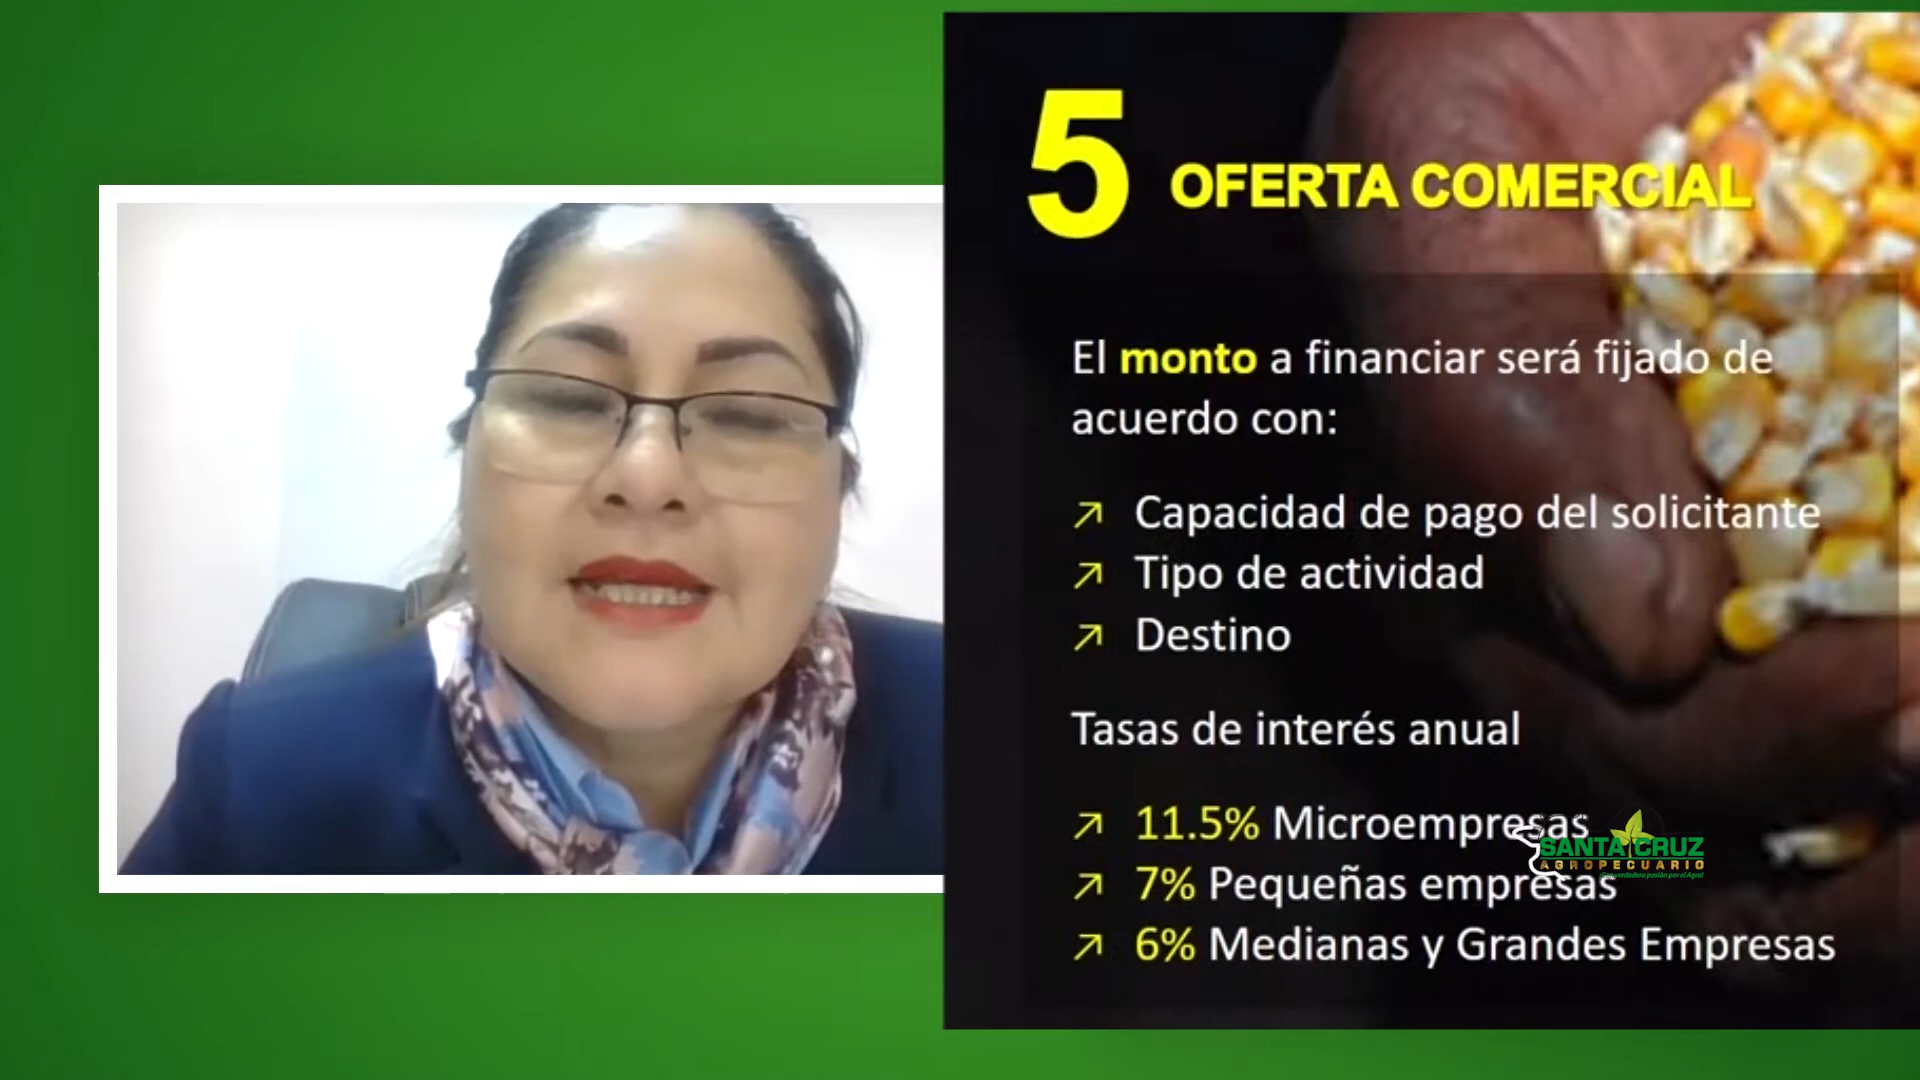 5 OFERTA COMERCIAL
El monto a financiar será fijado de
acuerdo con:
Capacidad de pago del solicitante
Tipo de actividad
Destino
Tasas de interés anual
11.5% Microempresas
7% Pequeñas empresas
6% Medianas y Grandes Empresas
SANTA CRUZ
AGROPECUARIO